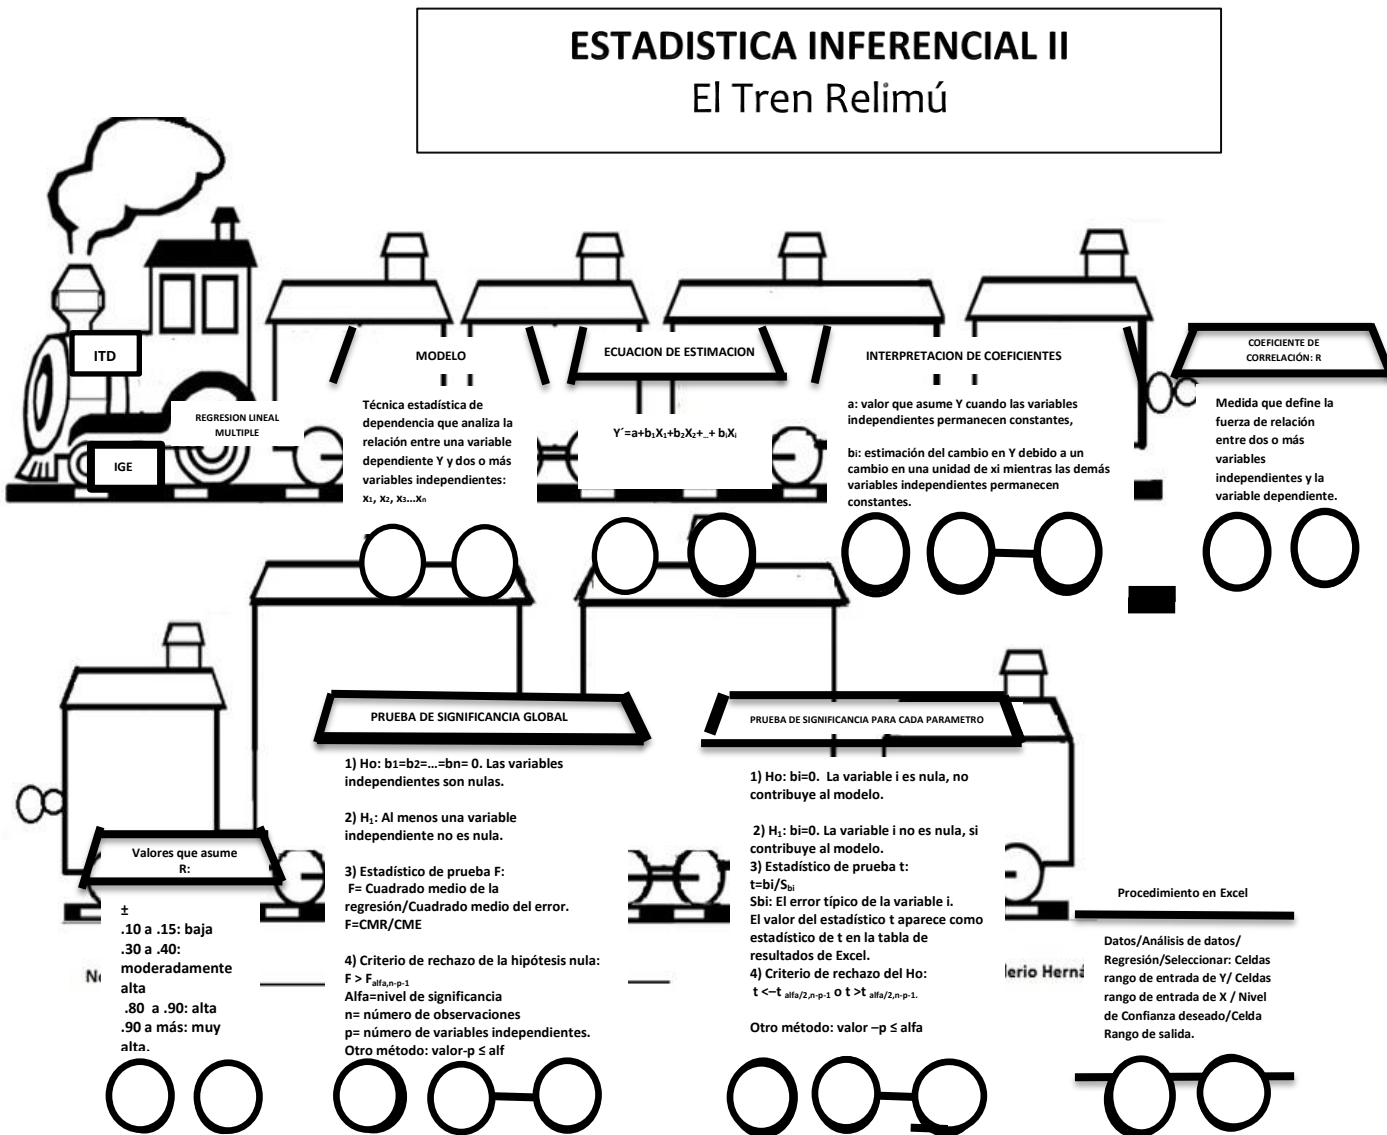 ESTADISTICA INFERENCIAL II
El Tren Relimú
ITD
REGRESION LINEAL
MULTIPLE
IGE
MODELO
Técnica estadística de
dependencia que analiza la
relación entre una variable
dependiente Y y dos o más
variables independientes:
x₁, x₂, x₃...xₙ
ECUACION DE ESTIMACION
Y´=a+b₁X₁+b₂X₂+_+ bᵢXᵢ
INTERPRETACION DE COEFICIENTES
a: valor que asume Y cuando las variables
independientes permanecen constantes,
bᵢ: estimación del cambio en Y debido a un
cambio en una unidad de xi mientras las demás
variables independientes permanecen
constantes.
COEFICIENTE DE
CORRELACIÓN: R
Medida que define la
fuerza de relación
entre dos o más
variables
independientes y la
variable dependiente.
Valores que asume
R:
±
.10 a .15: baja
.30 a .40:
moderadamente
alta
.80 a .90: alta
.90 a más: muy
alta.
PRUEBA DE SIGNIFICANCIA GLOBAL
1) Ho: b1=b2=...=bn= 0. Las variables
independientes son nulas.
2) H₁: Al menos una variable
independiente no es nula.
3) Estadístico de prueba F:
F= Cuadrado medio de la
regresión/Cuadrado medio del error.
F=CMR/CME
4) Criterio de rechazo de la hipótesis nula:
F > F alfa,n-p-1
Alfa=nivel de significancia
n= número de observaciones
p= número de variables independientes.
Otro método: valor-p ≤ alf
PRUEBA DE SIGNIFICANCIA PARA CADA PARAMETRO
1) Ho: bi=0. La variable i es nula, no
contribuye al modelo.
2) H₁: bi=0. La variable i no es nula, si
contribuye al modelo.
3) Estadístico de prueba t:
t=bi/S bi
Sbi: El error típico de la variable i.
El valor del estadístico t aparece como
estadístico de t en la tabla de
resultados de Excel.
4) Criterio de rechazo del Ho:
t <–t alfa/2,n-p-1 o t >t alfa/2,n-p-1.
Otro método: valor –p ≤ alfa
Procedimiento en Excel
Datos/Análisis de datos/
Regresión/Seleccionar: Celdas
rango de entrada de Y/ Celdas
rango de entrada de X / Nivel
de Confianza deseado/Celda
Rango de salida.